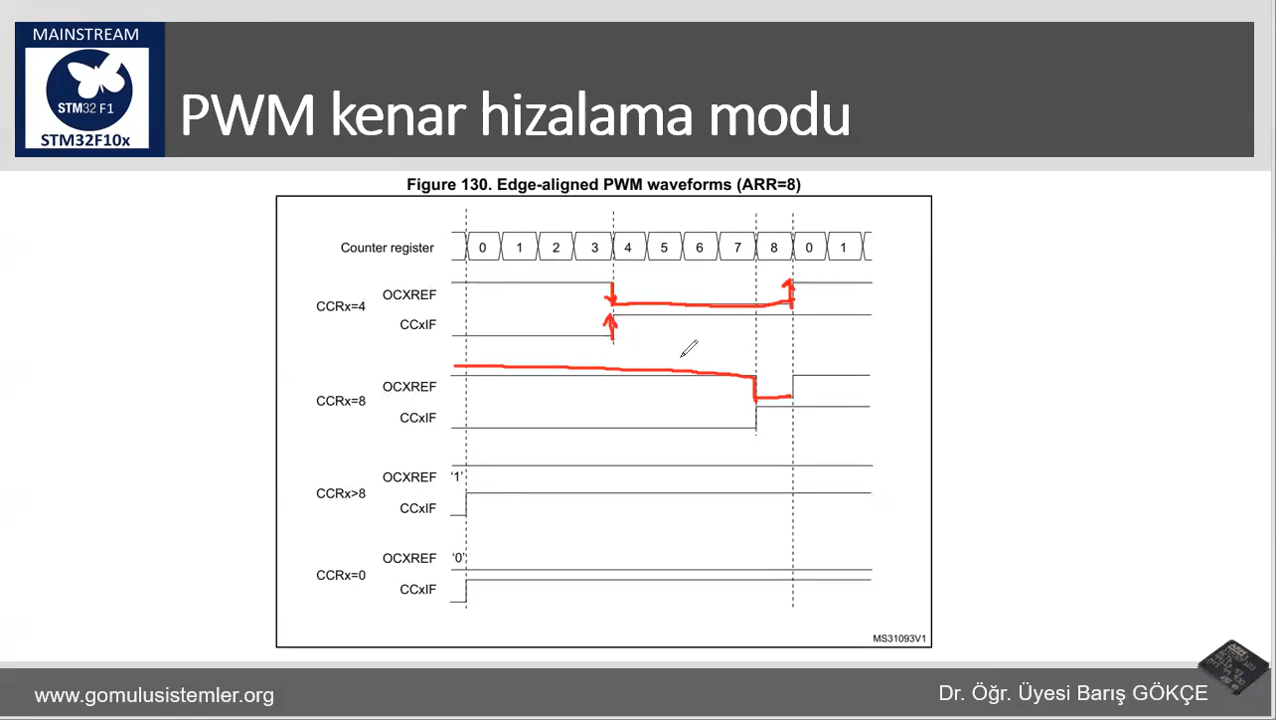 MAINSTREAM
STM32 F1
STM32F10x
PWM kenar hizalama modu
Figure 130. Edge-aligned PWM waveforms (ARR=8)
Counter register 0 1 2 3 4 5 6 7 8 0 1
OCXREF
CCRx=4
CCxIF
OCXREF
CCRx=8
CCxIF
OCXREF '1'
CCRx>8
CCxIF
OCXREF '0'
CCRx=0
CCxIF
MS31093V1
www.gomulusistemler.org
Dr. Öğr. Üyesi Barış GÖKÇE